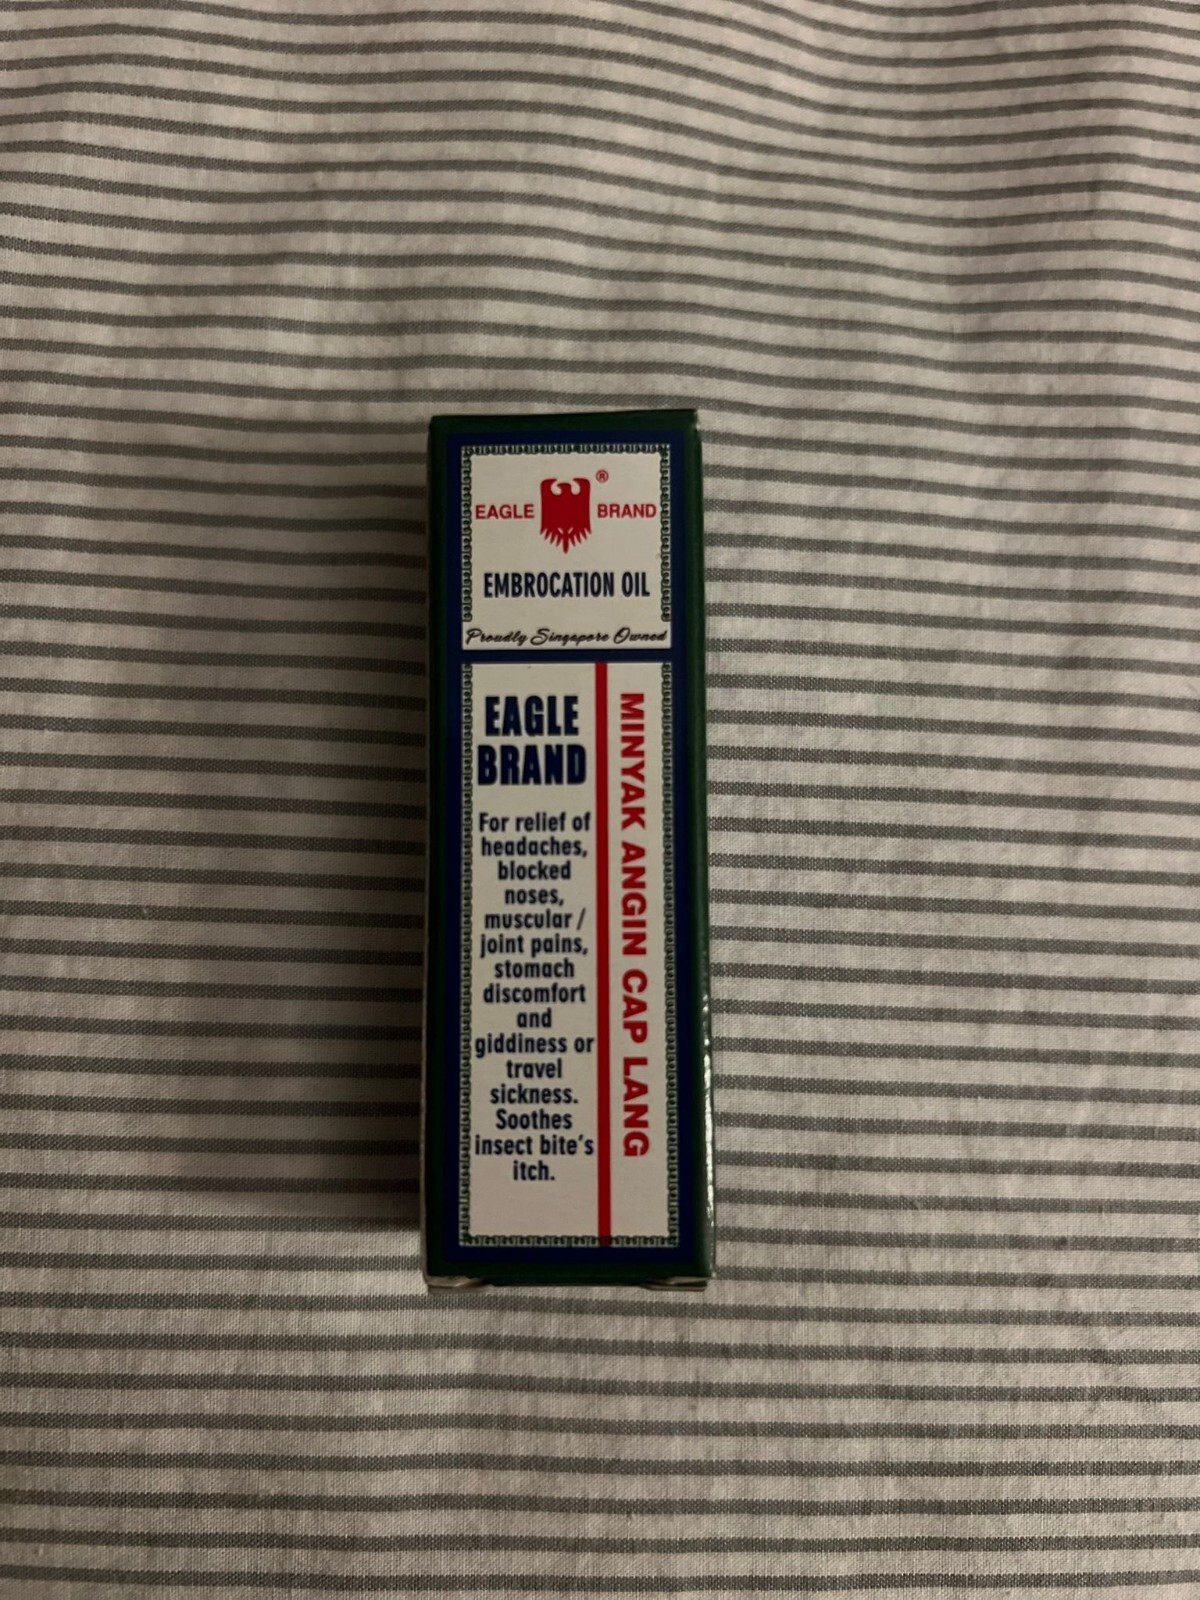 EAGLE BRAND ®
EMBROCATION OIL
Proudly Singapore Owned
EAGLE
BRAND
For relief of
headaches,
blocked
noses,
muscular /
joint pains,
stomach
discomfort
and
giddiness or
travel
sickness.
Soothes
insect bite's
itch.
MINYAK ANGIN CAP LANG